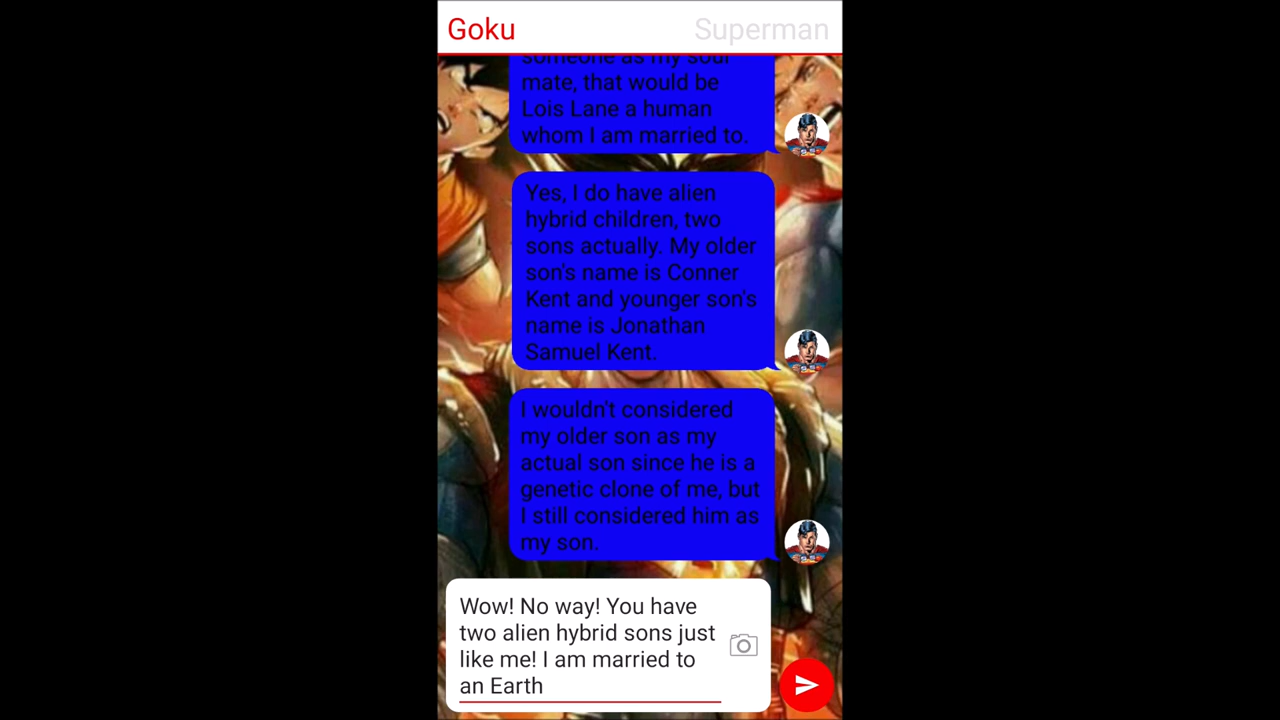 Goku
Superman
someone as my soul
mate, that would be
Lois Lane a human
whom I am married to.
Yes, I do have alien
hybrid children, two
sons actually. My older
son's name is Conner
Kent and younger son's
name is Jonathan
Samuel Kent.
I wouldn't considered
my older son as my
actual son since he is a
genetic clone of me, but
I still considered him as
my son.
Wow! No way! You have
two alien hybrid sons just
like me! I am married to
an Earth